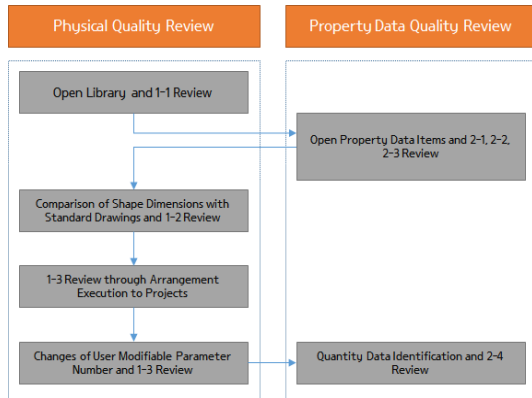 Physical Quality Review
Property Data Quality Review
Open Library and 1-1 Review
Open Property Data Items and 2-1, 2-2,
2-3 Review
Comparison of Shape Dimensions with
Standard Drawings and 1-2 Review
1-3 Review through Arrangement
Execution to Projects
Changes of User Modifiable Parameter
Number and 1-3 Review
Quantity Data Identification and 2-4
Review